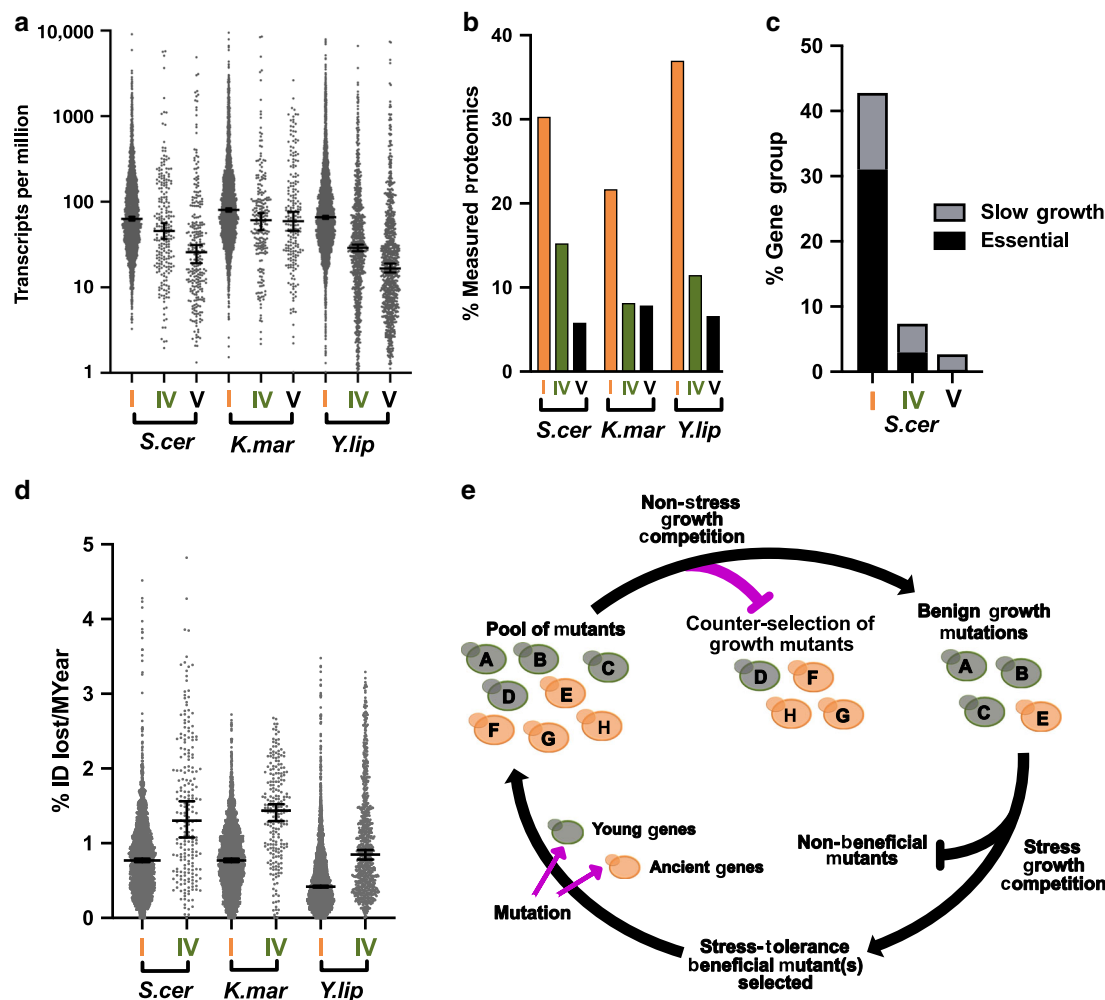 a
Transcripts per million
10,000
1000
100
10
1
I IV V I IV V I IV V
S.cer K.mar Y.lip
b
% Measured proteomics
40
30
20
10
0
I IV V I IV V I IV V
S.cer K.mar Y.lip
c
% Gene group
50
40
30
20
10
0
I IV V
S.cer
Slow growth
Essential
d
% ID lost/MYear
5
4
3
2
1
0
I IV I IV I IV
S.cer K.mar Y.lip
e
Non-stress
growth
competition
Pool of mutants
A B C
D E
F G H
Counter-selection of
growth mutants
D F
H G
Benign growth
mutations
A B
C E
Young genes
Ancient genes
Mutation
Non-beneficial
mutants
Stress
growth
competition
Stress-tolerance
beneficial mutant(s)
selected